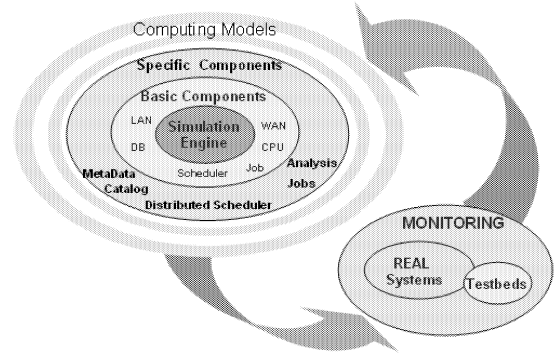 Computing Models
Specific Components
Basic Components
LAN
WAN
Simulation
Engine
DB
CPU
Job
Scheduler
Analysis
Jobs
MetaData
Catalog
Distributed Scheduler
MONITORING
REAL
Systems
Testbeds